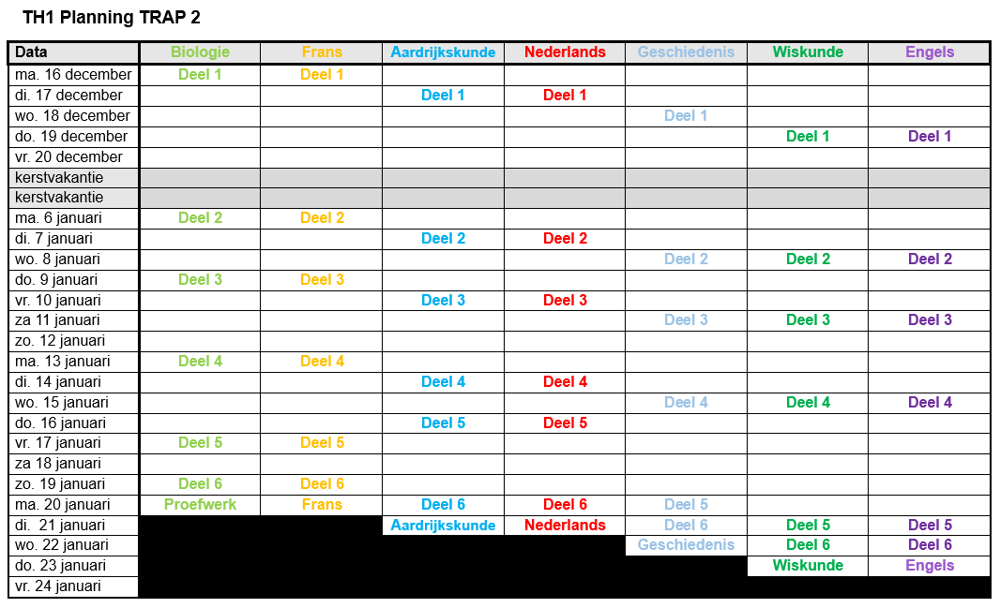 TH1 Planning TRAP 2
Data Biologie Frans Aardrijkskunde Nederlands Geschiedenis Wiskunde Engels
ma. 16 december Deel 1 Deel 1
di. 17 december Deel 1 Deel 1
wo. 18 december Deel 1
do. 19 december Deel 1 Deel 1
vr. 20 december
kerstvakantie
kerstvakantie
ma. 6 januari Deel 2 Deel 2
di. 7 januari Deel 2 Deel 2
wo. 8 januari Deel 2 Deel 2 Deel 2
do. 9 januari Deel 3 Deel 3
vr. 10 januari Deel 3 Deel 3
za 11 januari Deel 3 Deel 3 Deel 3
zo. 12 januari
ma. 13 januari Deel 4 Deel 4
di. 14 januari Deel 4 Deel 4
wo. 15 januari Deel 4 Deel 4 Deel 4
do. 16 januari Deel 5 Deel 5
vr. 17 januari Deel 5 Deel 5
za 18 januari
zo. 19 januari Deel 6 Deel 6
ma. 20 januari Proefwerk Frans Deel 6 Deel 6 Deel 5
di. 21 januari Aardrijkskunde Nederlands Deel 6 Deel 5 Deel 5
wo. 22 januari Geschiedenis Deel 6 Deel 6
do. 23 januari Wiskunde Engels
vr. 24 januari